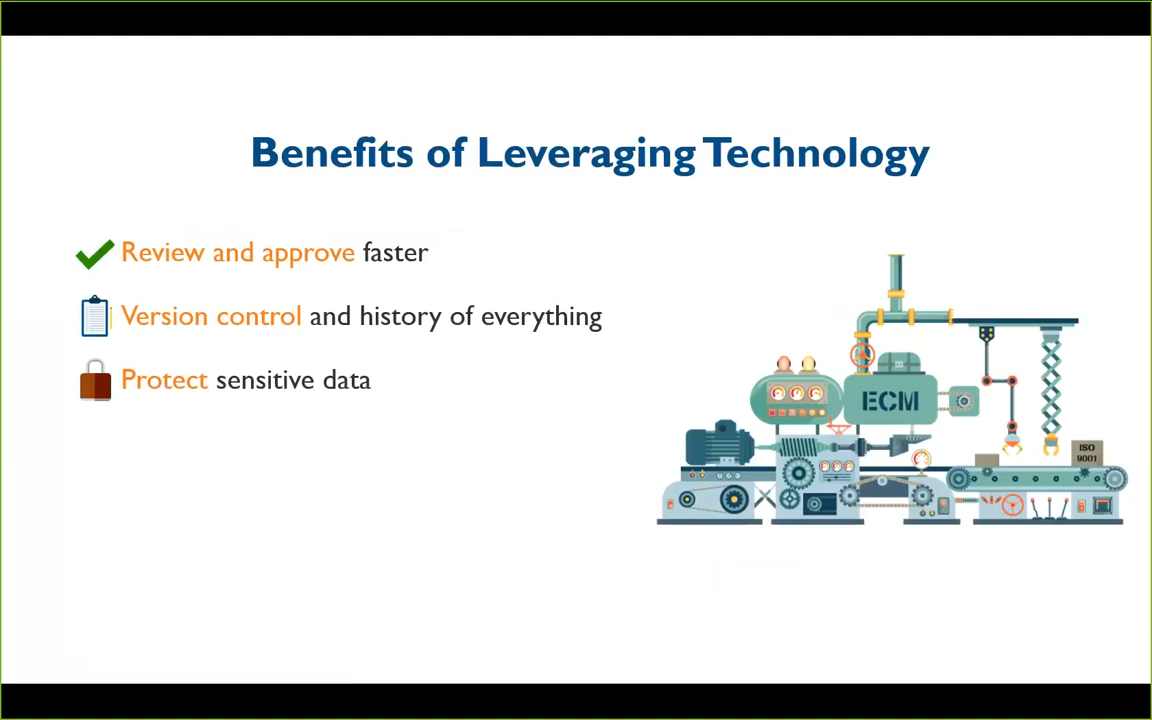 Benefits of Leveraging Technology
Review and approve faster
Version control and history of everything
Protect sensitive data
ECM
ISO
9001